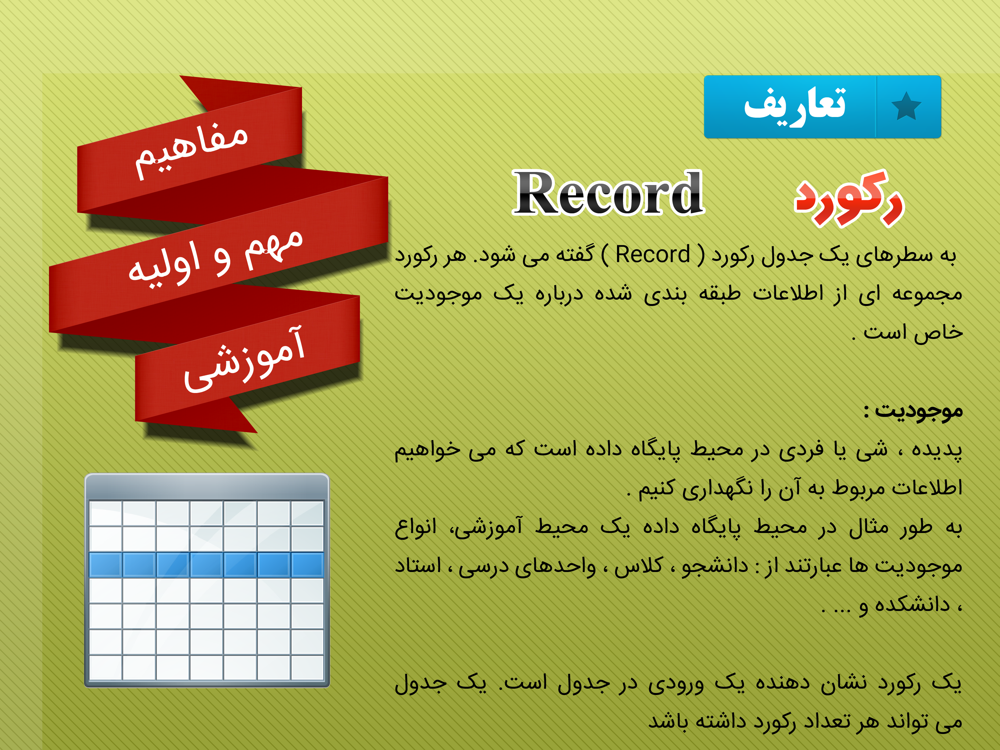 تعاریف
رکورد Record
به سطرهای یک جدول رکورد ( Record ) گفته می شود. هر رکورد
مجموعه ای از اطلاعات طبقه بندی شده درباره یک موجودیت
خاص است .
موجودیت :
پدیده ، شی یا فردی در محیط پایگاه داده است که می خواهیم
اطلاعات مربوط به آن را نگهداری کنیم .
به طور مثال در محیط پایگاه داده یک محیط آموزشی، انواع
موجودیت ها عبارتند از : دانشجو ، کلاس ، واحدهای درسی ، استاد
، دانشکده و ... .
یک رکورد نشان دهنده یک ورودی در جدول است. یک جدول
می تواند هر تعداد رکورد داشته باشد
مفاهیم
مهم و اولیه
آموزشی